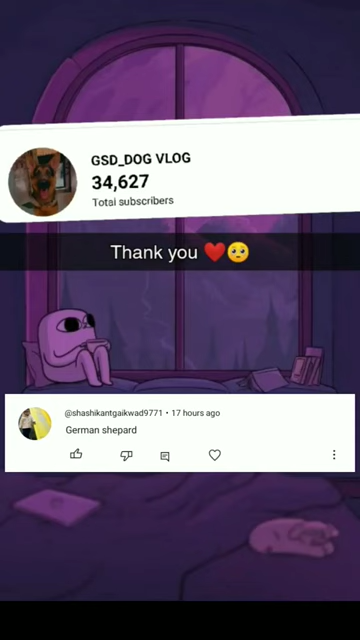 GSD_DOG VLOG
34,627
Total subscribers
Thank you ❤️🥺
@shashikantgaikwad9771 • 17 hours ago
German shepard